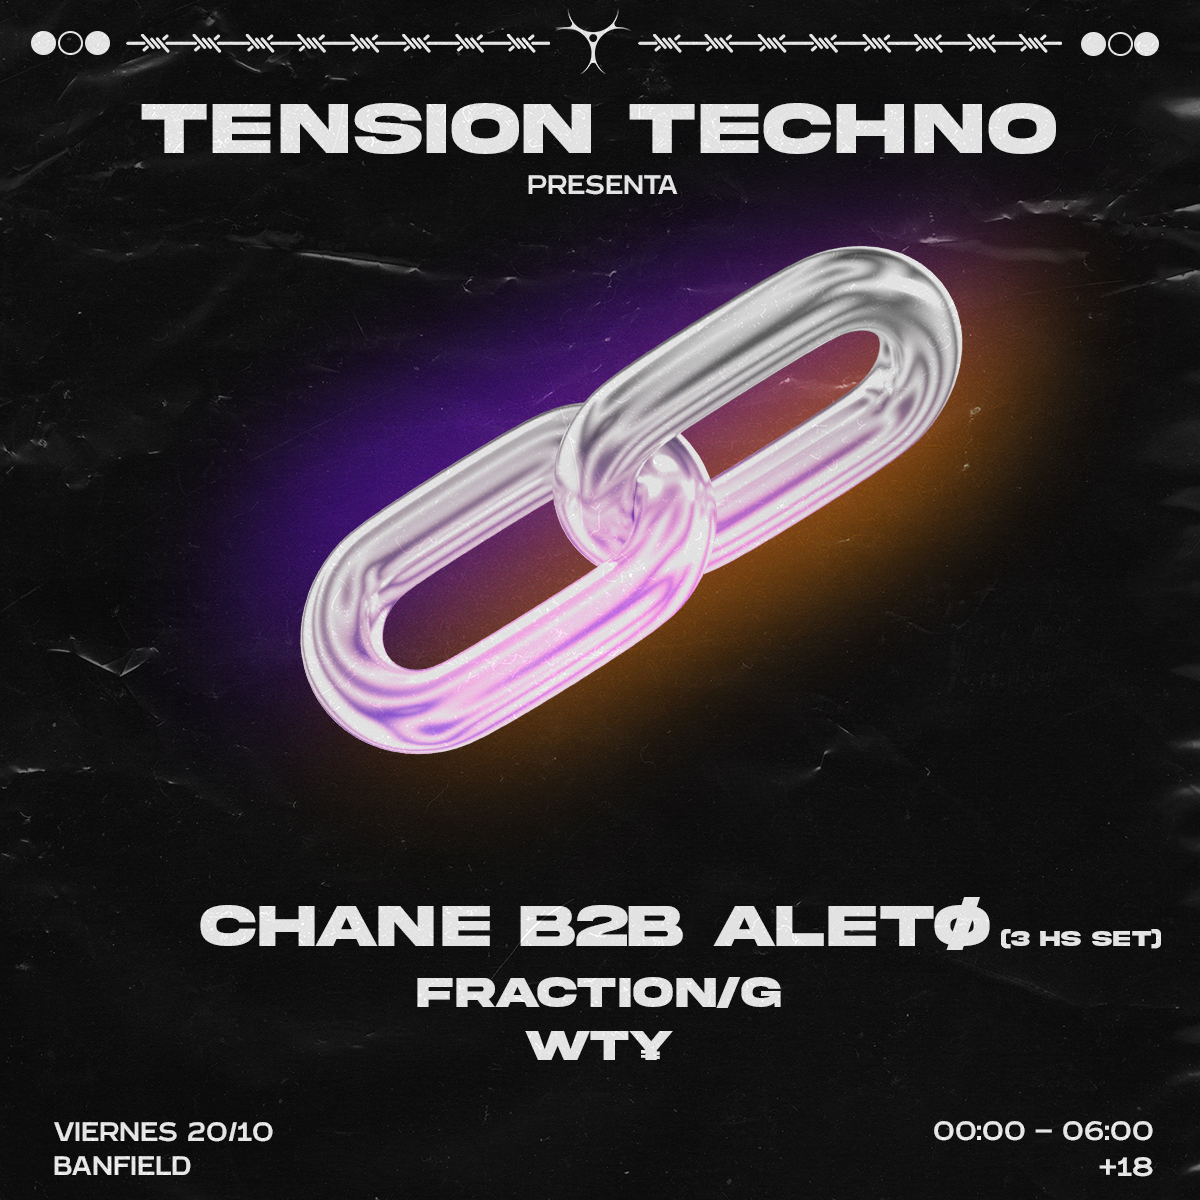 TENSION TECHNO
PRESENTA
CHANE B2B ALETØ (3 HS SET)
FRACTION/G
WT¥
VIERNES 20/10
BANFIELD
00:00 – 06:00
+18